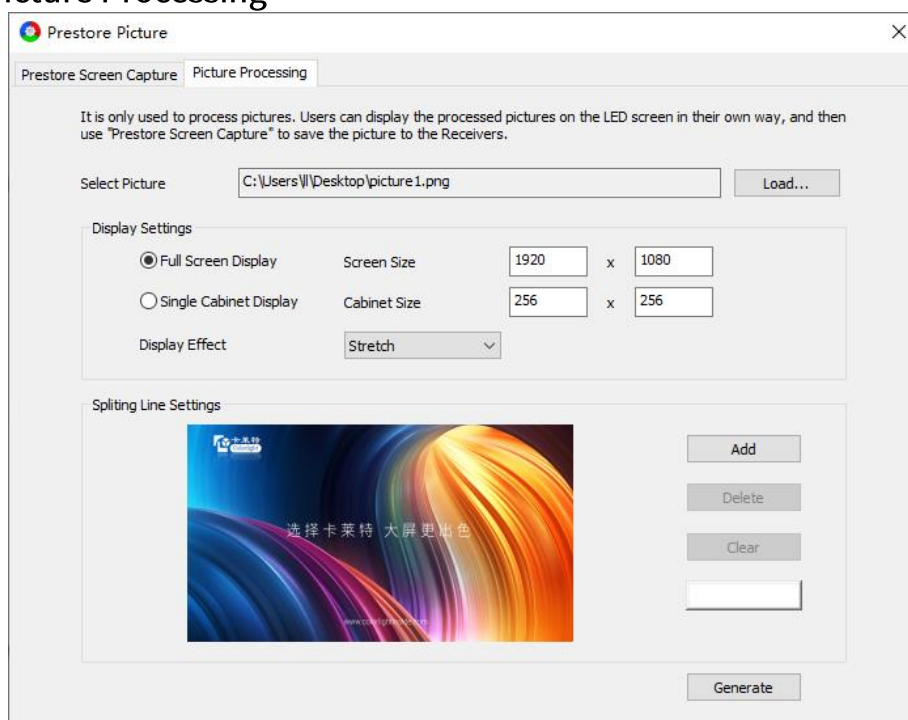 Picture Processing
Prestore Picture
Prestore Screen Capture
Picture Processing
It is only used to process pictures. Users can display the processed pictures on the LED screen in their own way, and then
use "Prestore Screen Capture" to save the picture to the Receivers.
Select Picture
C:\Users\ll\Desktop\picture1.png
Load...
Display Settings
Full Screen Display
Screen Size
1920 x 1080
Single Cabinet Display
Cabinet Size
256 x 256
Display Effect
Stretch
Spliting Line Settings
卡莱特
Colorlight
选择卡莱特 大屏更出色
Add
Delete
Clear
Generate